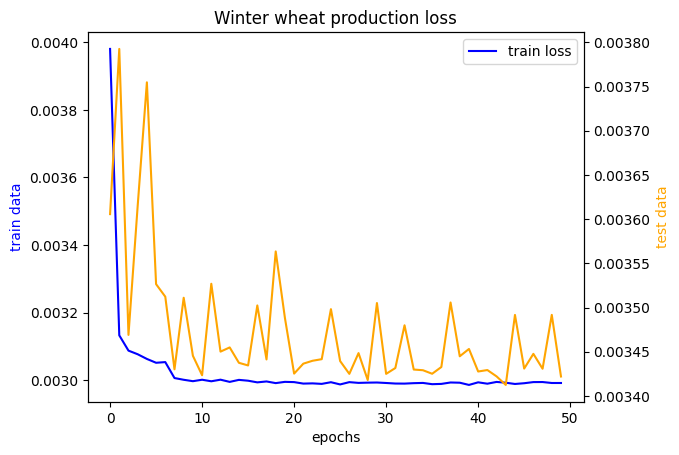 Winter wheat production loss
train loss
train data
0.0040
0.0038
0.0036
0.0034
0.0032
0.0030
0.00380
0.00375
0.00370
0.00365
0.00360
0.00355
0.00350
0.00345
0.00340
test data
0 10 20 30 40 50
epochs